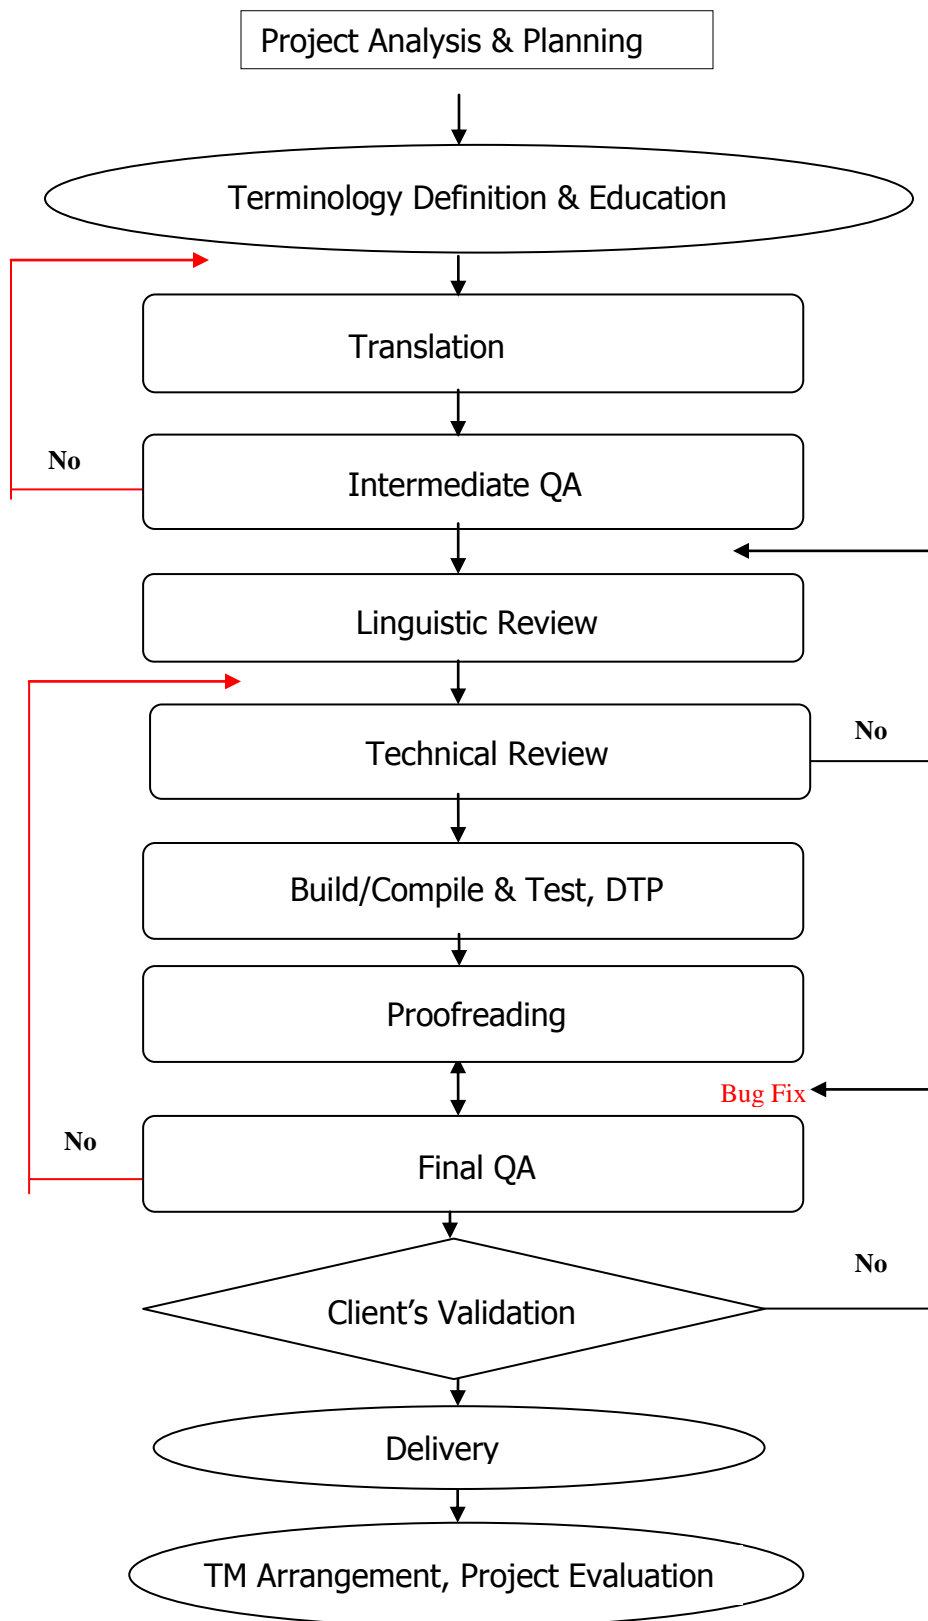 Project Analysis & Planning
Terminology Definition & Education
Translation
No
Intermediate QA
Linguistic Review
No
Technical Review
Build/Compile & Test, DTP
Proofreading
Bug Fix
No
Final QA
No
Client’s Validation
Delivery
TM Arrangement, Project Evaluation